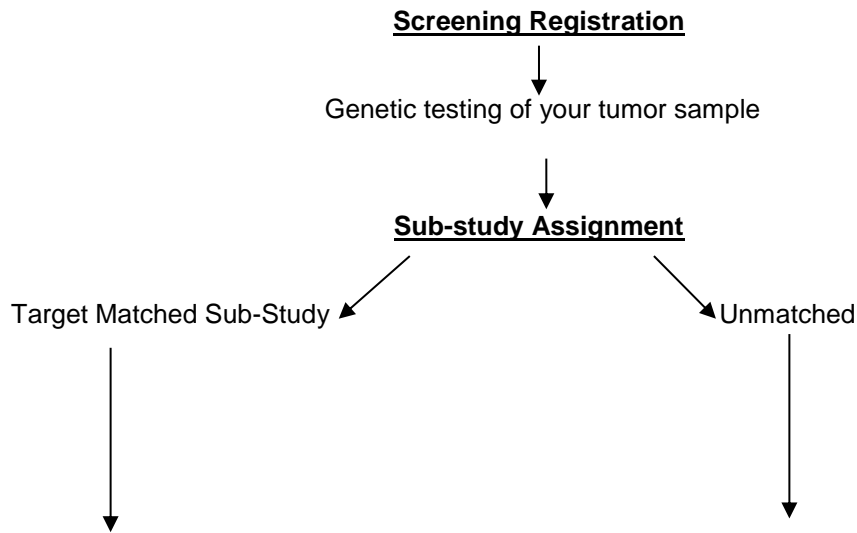 Screening Registration
Genetic testing of your tumor sample
Sub-study Assignment
Target Matched Sub-Study
Unmatched